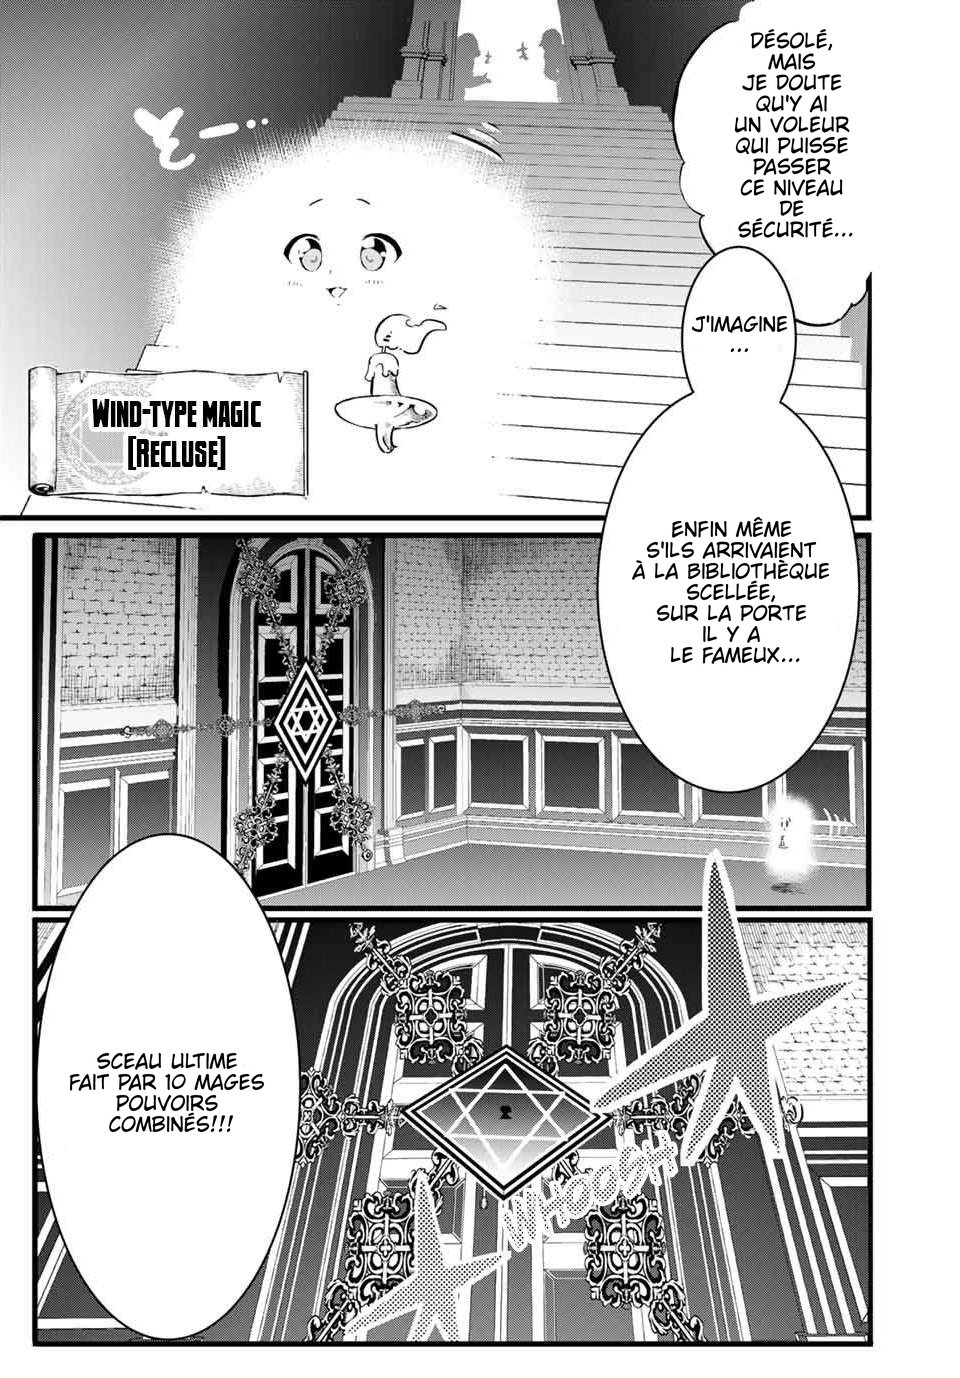 DÉSOLÉ,
MAIS
JE DOUTE
QU'Y AI
UN VOLEUR
QUI PUISSE
PASSER
CE NIVEAU
DE
SÉCURITÉ...
と—…
J'IMAGINE
...
WIND-TYPE MAGIC
[RECLUSE]
ENFIN MÊME
S'ILS ARRIVAIENT
À LA BIBLIOTHÈQUE
SCELLÉE,
SUR LA PORTE
IL Y A
LE FAMEUX...
SCEAU ULTIME
FAIT PAR 10 MAGES
POUVOIRS
COMBINÉS!!!
WHOOOSH